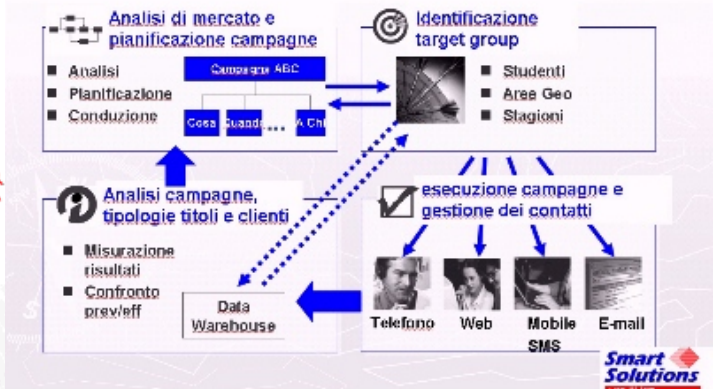 Analisi di mercato e
pianificazione campagne
Analisi
Pianificazione
Conduzione
Campagna ABC
Cosa
Quando
...
A Chi
Identificazione
target group
Studenti
Area Geo
Stagioni
Analisi campagne,
tipologie titoli e clienti
Misurazione
risultati
Confronto
prev/eff
Data
Warehouse
esecuzione campagne e
gestione dei contatti
Telefono
Web
Mobile
SMS
E-mail
Smart
Solutions